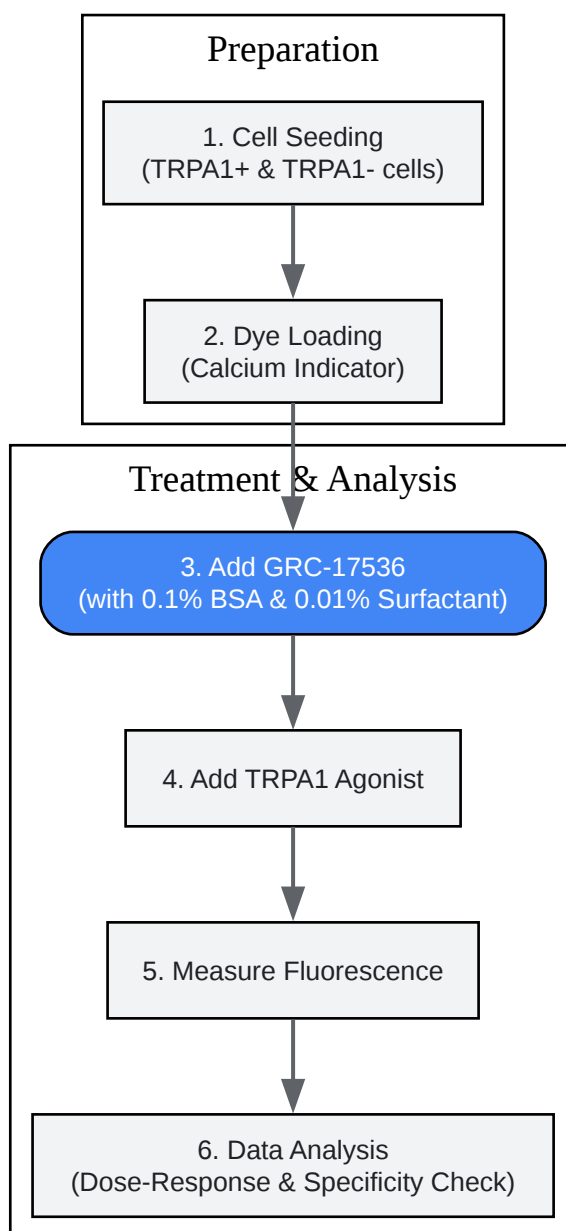 Preparation
1. Cell Seeding
(TRPA1+ & TRPA1- cells)
2. Dye Loading
(Calcium Indicator)
Treatment & Analysis
3. Add GRC-17536
(with 0.1% BSA & 0.01% Surfactant)
4. Add TRPA1 Agonist
5. Measure Fluorescence
6. Data Analysis
(Dose-Response & Specificity Check)